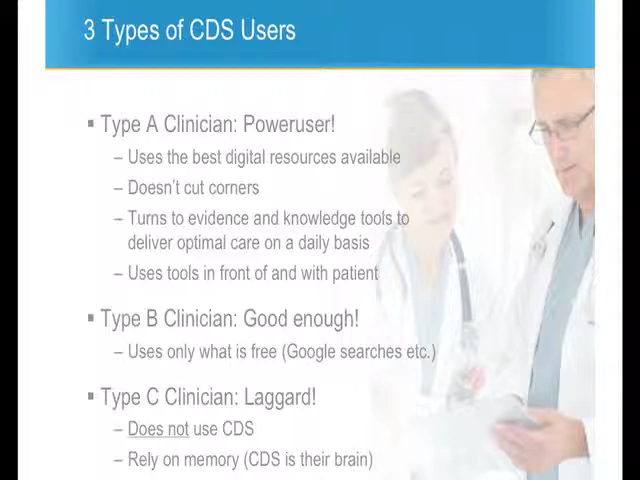 3 Types of CDS Users
▪ Type A Clinician: Poweruser!
– Uses the best digital resources available
– Doesn't cut corners
– Turns to evidence and knowledge tools to
deliver optimal care on a daily basis
– Uses tools in front of and with patient
▪ Type B Clinician: Good enough!
– Uses only what is free (Google searches etc.)
▪ Type C Clinician: Laggard!
– Does not use CDS
– Rely on memory (CDS is their brain)